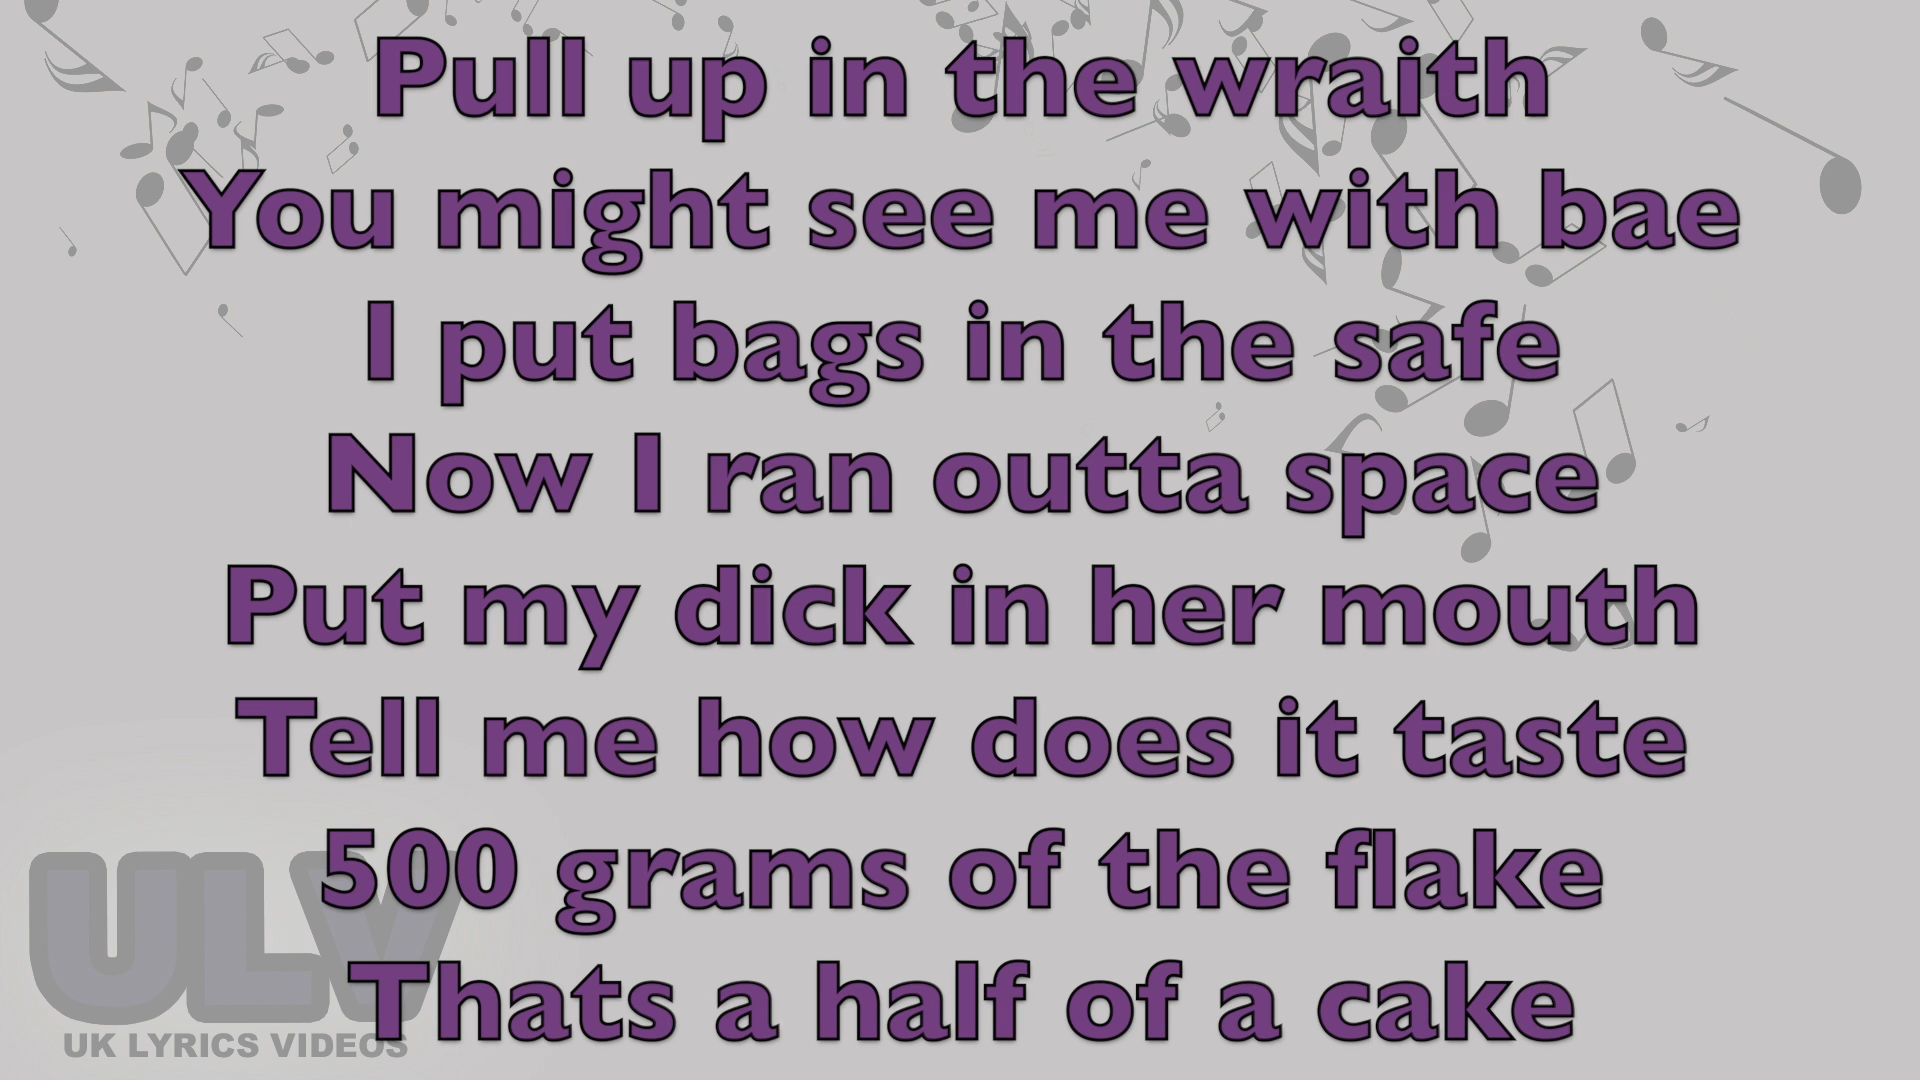 Pull up in the wraith
You might see me with bae
I put bags in the safe
Now I ran outta space
Put my dick in her mouth
Tell me how does it taste
500 grams of the flake
Thats a half of a cake
ULV
UK LYRICS VIDEOS